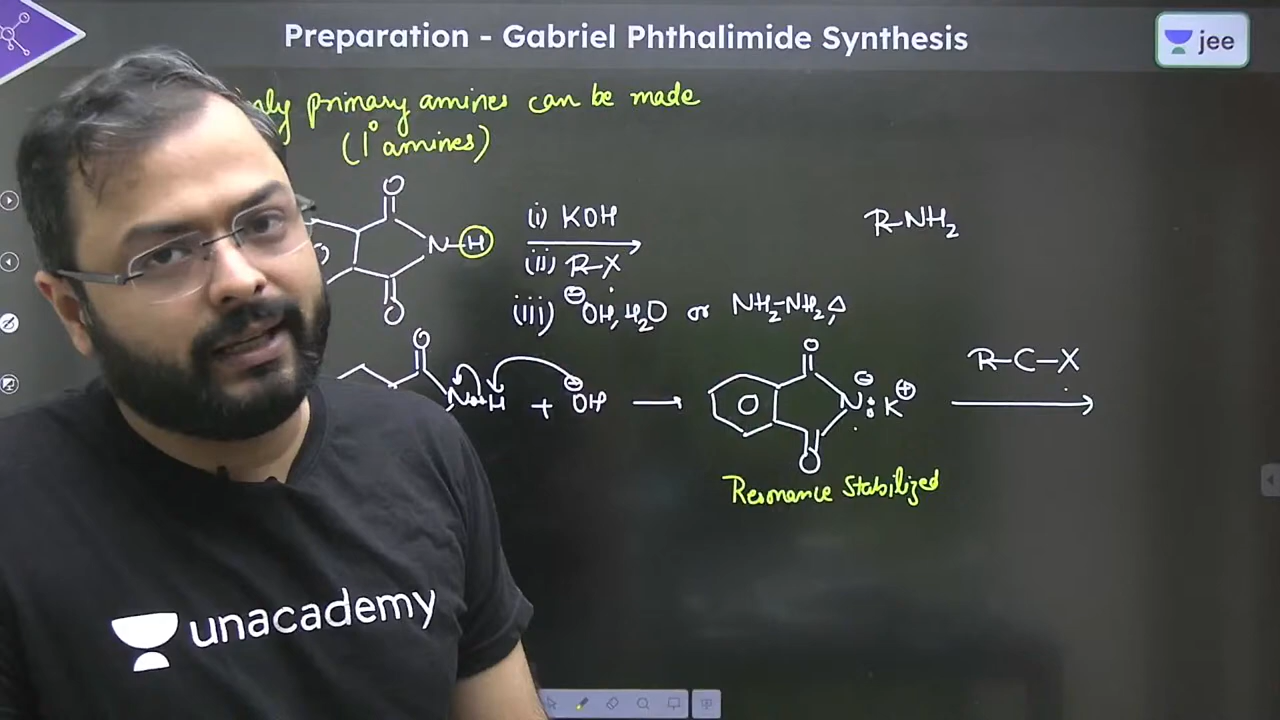 Preparation - Gabriel Phthalimide Synthesis
jee
primary amines can be made
(1° amines)
O
N-H
O
(i) KOH
(ii) R-X
(iii) ⊖OH, H2O or NH2-NH2, Δ
R-NH2
O
N H + ⊖OH
O
N⊖ : K⊕
O
R-C-X
Resonance Stabilized
unacademy